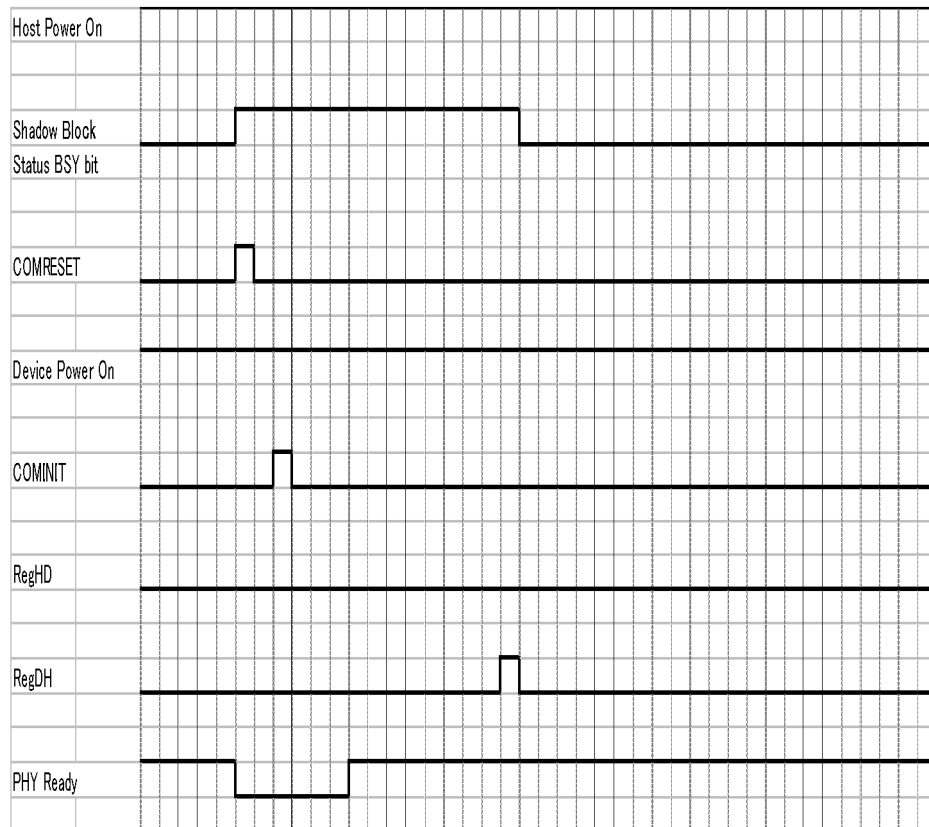 Host Power On
Shadow Block
Status BSY bit
COMRESET
Device Power On
COMINIT
RegHD
RegDH
PHY Ready